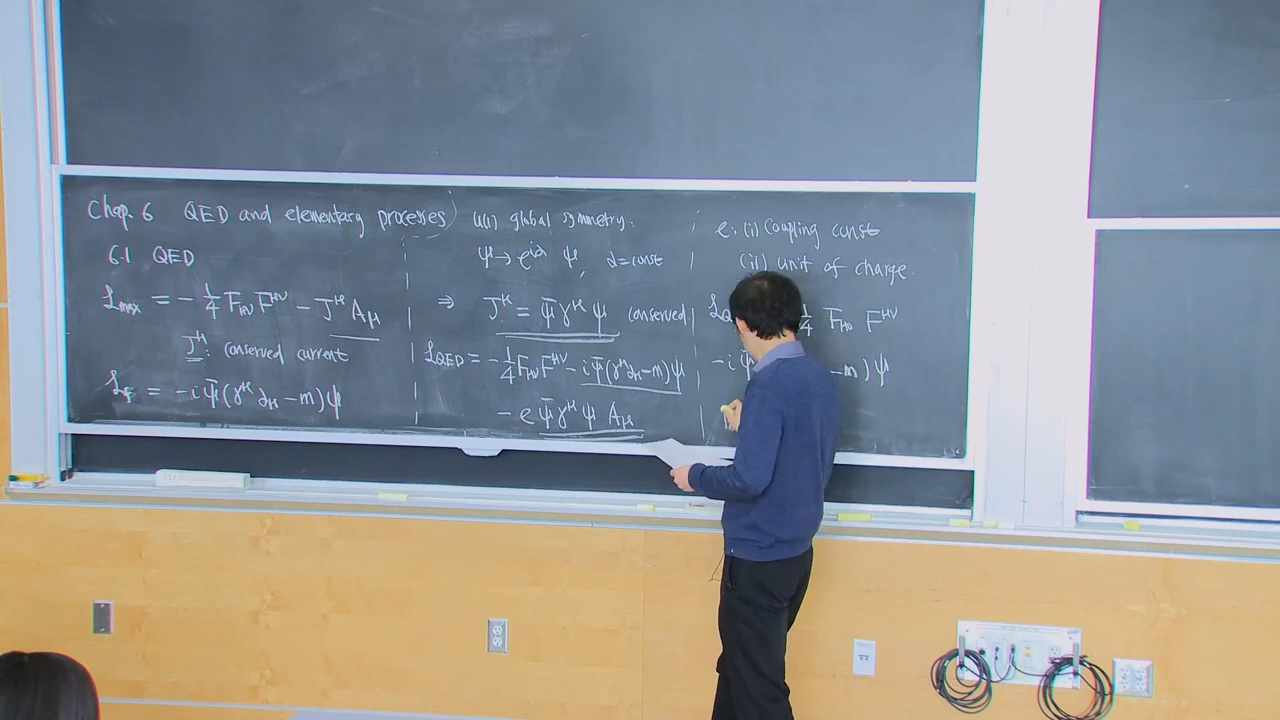 Chap. 6 QED and elementary processes
6.1 QED
ℒ_max = -1/4 F_μν F^μν - J^μ A_μ
J^μ: conserved current
ℒ_ψ = -i ψ̄(γ^μ ∂_μ - m)ψ
U(1) global symmetry:
ψ → e^{iα} ψ, α = const
⇒ J^μ = ψ̄ γ^μ ψ conserved
ℒ_QED = -1/4 F_μν F^μν - i ψ̄(γ^μ ∂_μ - m)ψ
- e ψ̄ γ^μ ψ A_μ
e: (i) Coupling const
(ii) unit of charge.
1/4 F_μν F^μν
-i ψ̄ - m) ψ